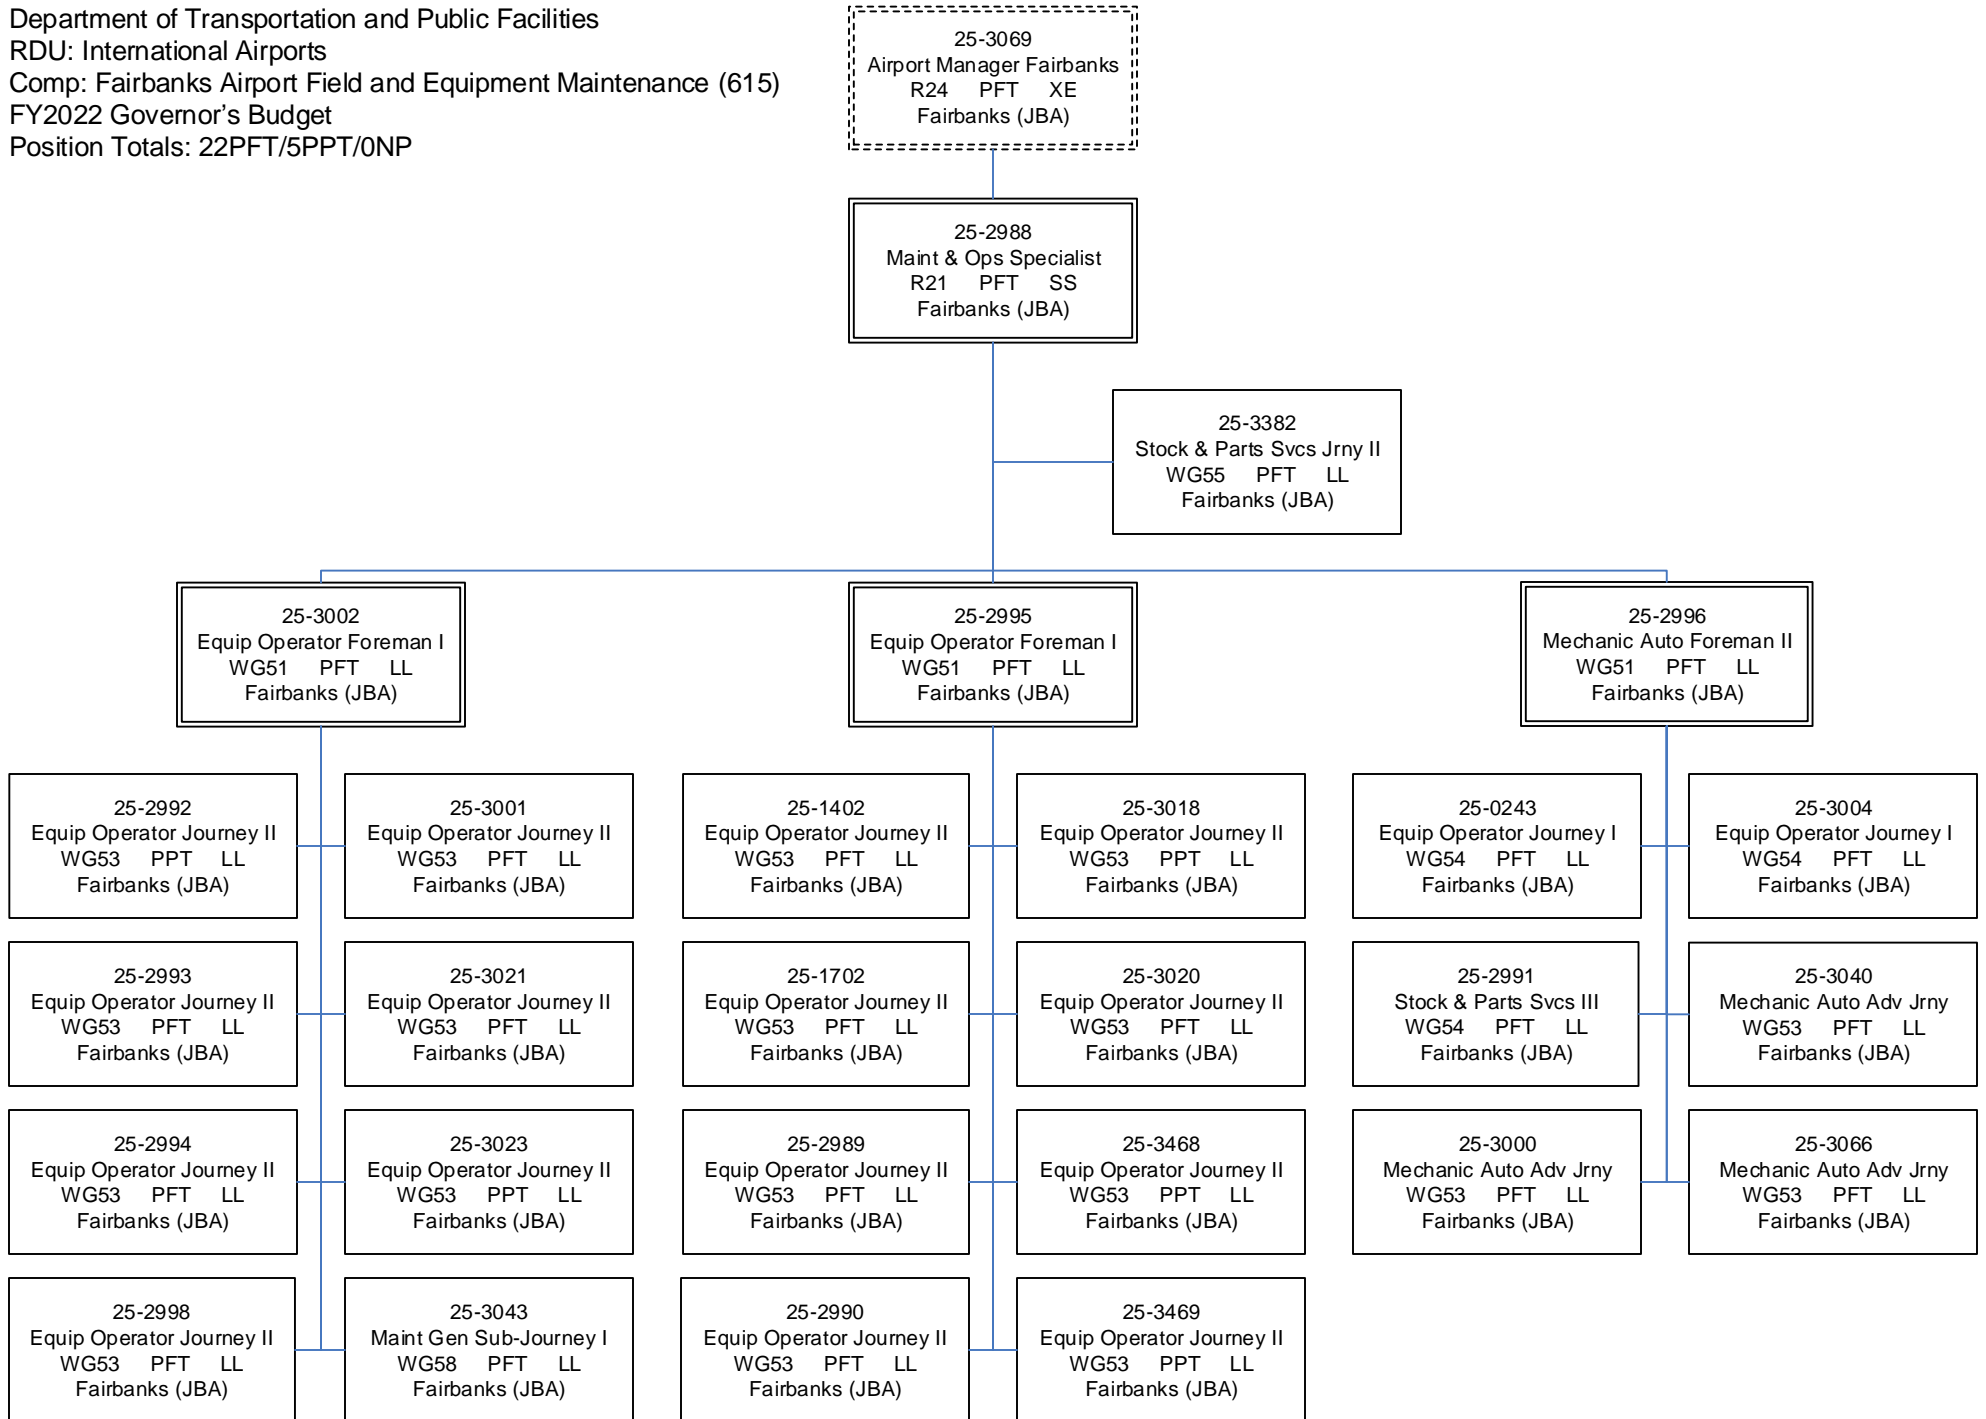 Department of Transportation and Public Facilities
RDU: International Airports
Comp: Fairbanks Airport Field and Equipment Maintenance (615)
FY2022 Governor’s Budget
Position Totals: 22PFT/5PPT/0NP
25-3069
Airport Manager Fairbanks
R24 PFT XE
Fairbanks (JBA)
25-2988
Maint & Ops Specialist
R21 PFT SS
Fairbanks (JBA)
25-3382
Stock & Parts Svcs Jrny II
WG55 PFT LL
Fairbanks (JBA)
25-3002
Equip Operator Foreman I
WG51 PFT LL
Fairbanks (JBA)
25-2995
Equip Operator Foreman I
WG51 PFT LL
Fairbanks (JBA)
25-2996
Mechanic Auto Foreman II
WG51 PFT LL
Fairbanks (JBA)
25-2992
Equip Operator Journey II
WG53 PPT LL
Fairbanks (JBA)
25-3001
Equip Operator Journey II
WG53 PFT LL
Fairbanks (JBA)
25-1402
Equip Operator Journey II
WG53 PFT LL
Fairbanks (JBA)
25-3018
Equip Operator Journey II
WG53 PPT LL
Fairbanks (JBA)
25-0243
Equip Operator Journey I
WG54 PFT LL
Fairbanks (JBA)
25-3004
Equip Operator Journey I
WG54 PFT LL
Fairbanks (JBA)
25-2993
Equip Operator Journey II
WG53 PFT LL
Fairbanks (JBA)
25-3021
Equip Operator Journey II
WG53 PFT LL
Fairbanks (JBA)
25-1702
Equip Operator Journey II
WG53 PFT LL
Fairbanks (JBA)
25-3020
Equip Operator Journey II
WG53 PFT LL
Fairbanks (JBA)
25-2991
Stock & Parts Svcs III
WG54 PFT LL
Fairbanks (JBA)
25-3040
Mechanic Auto Adv Jrny
WG53 PFT LL
Fairbanks (JBA)
25-2994
Equip Operator Journey II
WG53 PFT LL
Fairbanks (JBA)
25-3023
Equip Operator Journey II
WG53 PPT LL
Fairbanks (JBA)
25-2989
Equip Operator Journey II
WG53 PFT LL
Fairbanks (JBA)
25-3468
Equip Operator Journey II
WG53 PPT LL
Fairbanks (JBA)
25-3000
Mechanic Auto Adv Jrny
WG53 PFT LL
Fairbanks (JBA)
25-3066
Mechanic Auto Adv Jrny
WG53 PFT LL
Fairbanks (JBA)
25-2998
Equip Operator Journey II
WG53 PFT LL
Fairbanks (JBA)
25-3043
Maint Gen Sub-Journey I
WG58 PFT LL
Fairbanks (JBA)
25-2990
Equip Operator Journey II
WG53 PFT LL
Fairbanks (JBA)
25-3469
Equip Operator Journey II
WG53 PPT LL
Fairbanks (JBA)